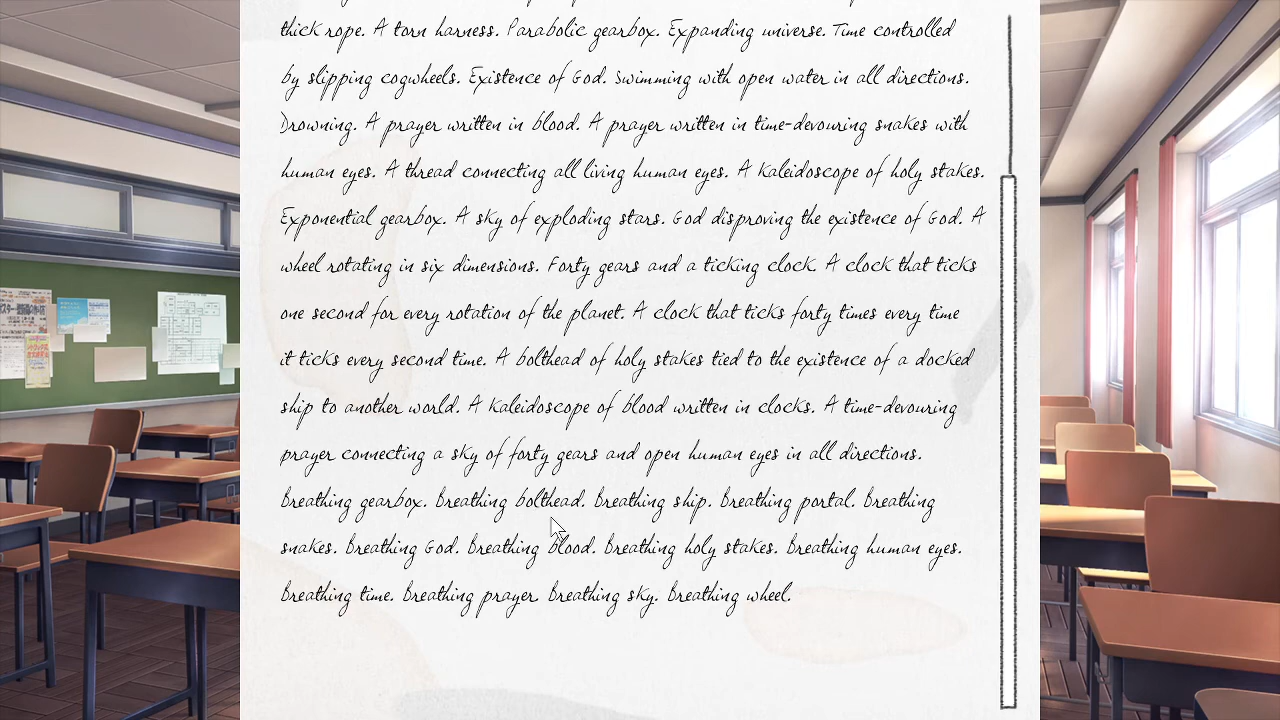 thick rope. A torn harness. Parabolic gearbox. Expanding universe. Time controlled
by slipping cogwheels. Existence of God. Swimming with open water in all directions.
Drowning. A prayer written in blood. A prayer written in time-devouring snakes with
human eyes. A thread connecting all living human eyes. A kaleidoscope of holy stakes.
Exponential gearbox. A sky of exploding stars. God disproving the existence of God. A
wheel rotating in six dimensions. Forty gears and a ticking clock. A clock that ticks
one second for every rotation of the planet. A clock that ticks forty times every time
it ticks every second time. A bolthead of holy stakes tied to the existence of a docked
ship to another world. A kaleidoscope of blood written in clocks. A time-devouring
prayer connecting a sky of forty gears and open human eyes in all directions.
Breathing gearbox. Breathing bolthead. Breathing ship. Breathing portal. Breathing
snakes. Breathing God. Breathing blood. Breathing holy stakes. Breathing human eyes.
Breathing time. Breathing prayer. Breathing sky. Breathing wheel.